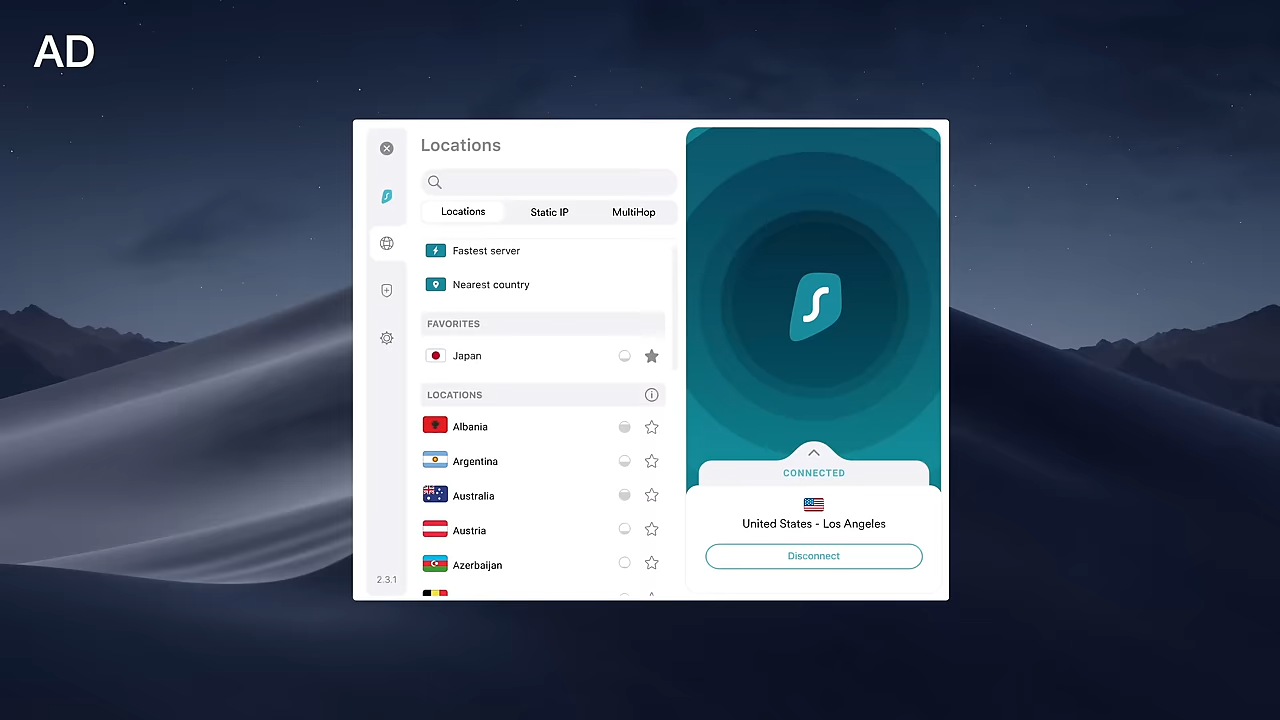 AD
Locations
Locations Static IP MultiHop
Fastest server
Nearest country
FAVORITES
Japan
LOCATIONS
Albania
Argentina
Australia
Austria
Azerbaijan
2.3.1
CONNECTED
United States - Los Angeles
Disconnect